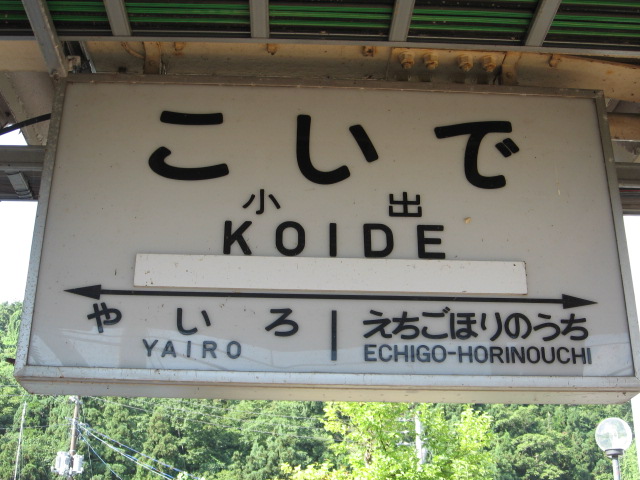 こいで
小出
KOIDE
やいろ | えちごほりのうち
YAIRO | ECHIGO-HORINOUCHI